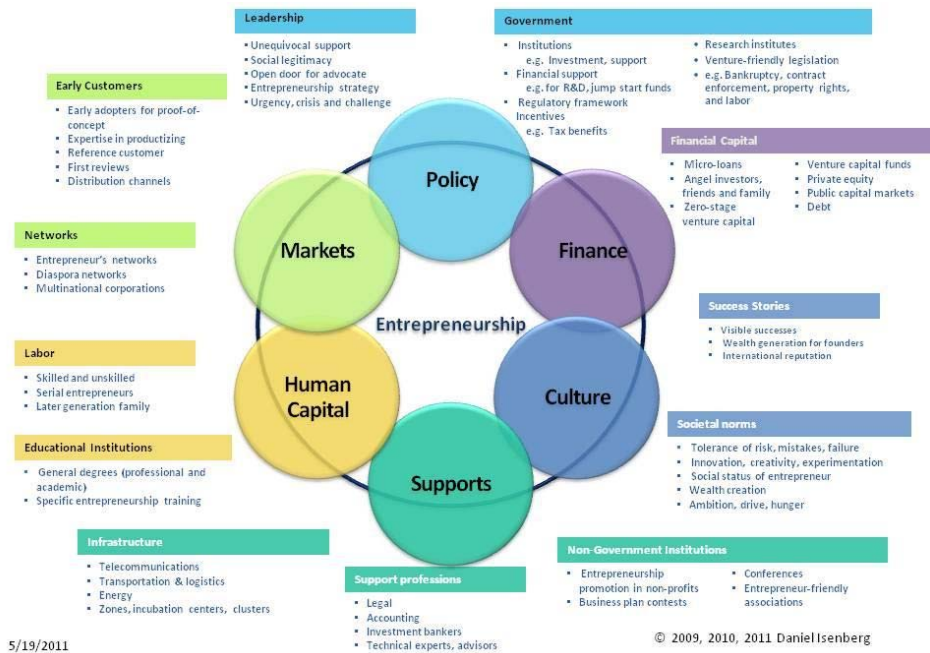 Leadership
▪ Unequivocal support
▪ Social legitimacy
▪ Open door for advocate
▪ Entrepreneurship strategy
▪ Urgency, crisis and challenge
Government
▪ Institutions
e.g. Investment, support
▪ Financial support
e.g. for R&D, jump start funds
▪ Regulatory framework
Incentives
e.g. Tax benefits
▪ Research institutes
▪ Venture-friendly legislation
▪ e.g. Bankruptcy, contract
enforcement, property rights,
and labor
Early Customers
▪ Early adopters for proof-of-
concept
▪ Expertise in productizing
▪ Reference customer
▪ First reviews
▪ Distribution channels
Financial Capital
▪ Micro-loans
▪ Angel investors,
friends and family
▪ Zero-stage
venture capital
▪ Venture capital funds
▪ Private equity
▪ Public capital markets
▪ Debt
Policy
Markets
Finance
Networks
▪ Entrepreneur's networks
▪ Diaspora networks
▪ Multinational corporations
Entrepreneurship
Success Stories
▪ Visible successes
▪ Wealth generation for founders
▪ International reputation
Labor
▪ Skilled and unskilled
▪ Serial entrepreneurs
▪ Later generation family
Human
Capital
Culture
Societal norms
▪ Tolerance of risk, mistakes, failure
▪ Innovation, creativity, experimentation
▪ Social status of entrepreneur
▪ Wealth creation
▪ Ambition, drive, hunger
Educational Institutions
▪ General degrees (professional and
academic)
▪ Specific entrepreneurship training
Supports
Infrastructure
▪ Telecommunications
▪ Transportation & logistics
▪ Energy
▪ Zones, incubation centers, clusters
Support professions
▪ Legal
▪ Accounting
▪ Investment bankers
▪ Technical experts, advisors
Non-Government Institutions
▪ Entrepreneurship
promotion in non-profits
▪ Business plan contests
▪ Conferences
▪ Entrepreneur-friendly
associations
5/19/2011
© 2009, 2010, 2011 Daniel Isenberg